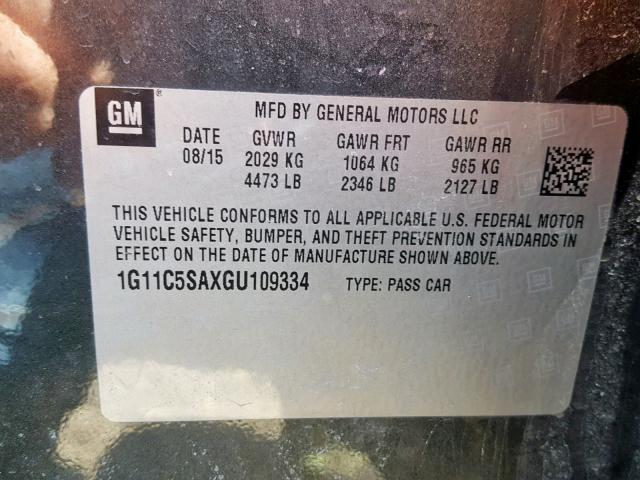 GM ®
MFD BY GENERAL MOTORS LLC
DATE GVWR GAWR FRT GAWR RR
08/15 2029 KG 1064 KG 965 KG
4473 LB 2346 LB 2127 LB
THIS VEHICLE CONFORMS TO ALL APPLICABLE U.S. FEDERAL MOTOR
VEHICLE SAFETY, BUMPER, AND THEFT PREVENTION STANDARDS IN
EFFECT ON THE DATE OF MANUFACTURE SHOWN ABOVE.
1G11C5SAXGU109334 TYPE: PASS CAR